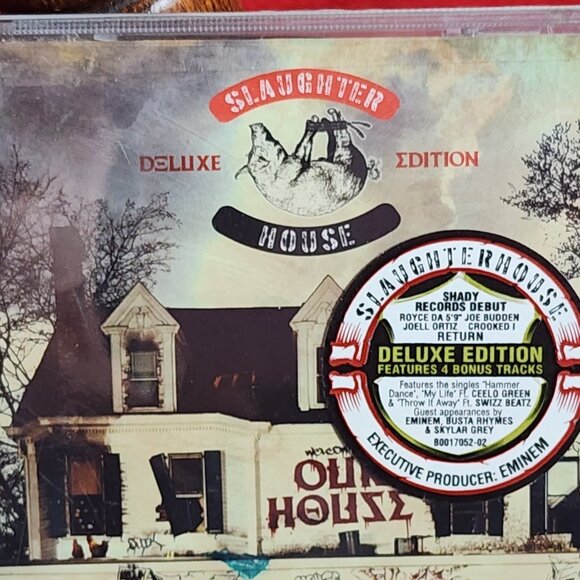 SLAUGHTER
DELUXE EDITION
HOUSE
SLAUGHTERHOUSE
SHADY
RECORDS DEBUT
ROYCE DA 5'9" JOE BUDDEN
JOELL ORTIZ CROOKED I
RETURN
DELUXE EDITION
FEATURES 4 BONUS TRACKS
Features the singles "Hammer
Dance", "My Life" Ft. CEELO GREEN
& "Throw If Away" Ft. SWIZZ BEATZ
Guest appearances by
EMINEM, BUSTA RHYMES
& SKYLAR GREY
B0017052-02
EXECUTIVE PRODUCER: EMINEM
OUR
HOUSE